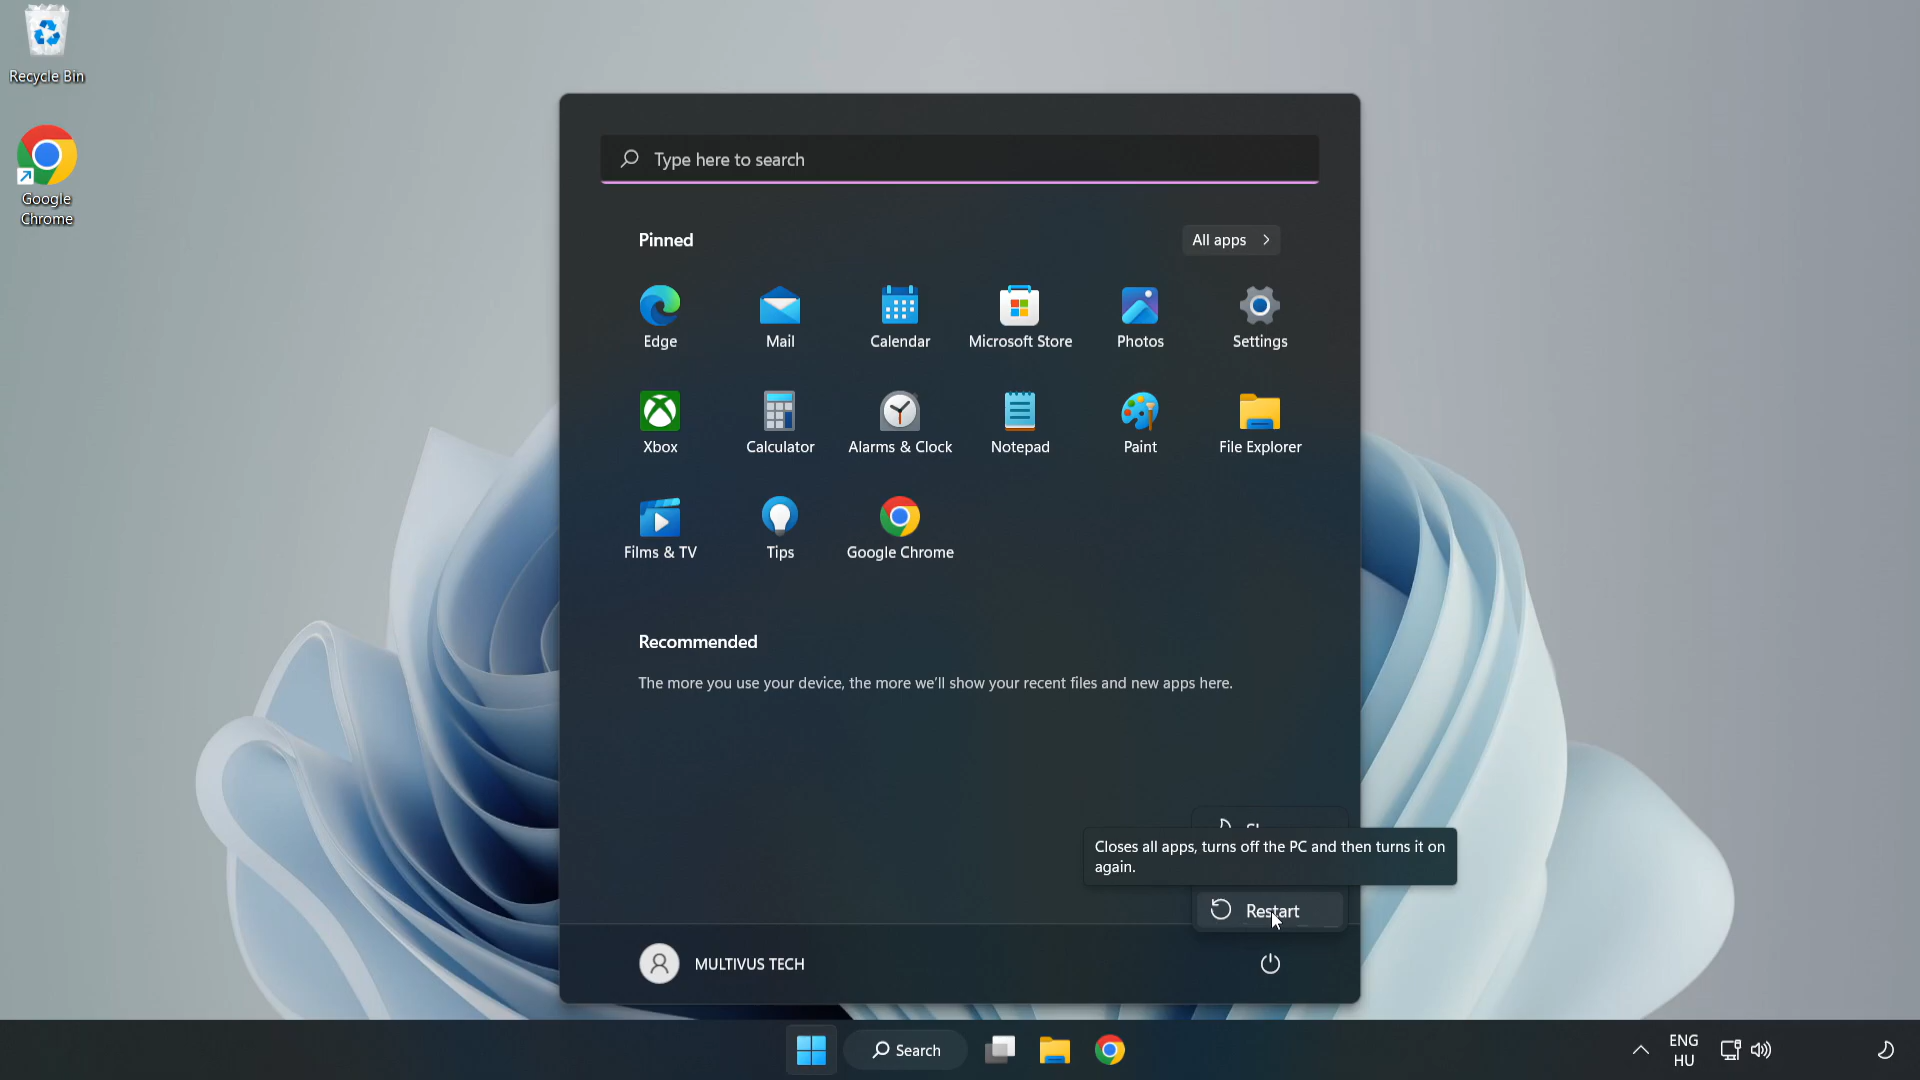 Recycle Bin
Google
Chrome
Type here to search
Pinned
All apps
Edge
Mail
Calendar
Microsoft Store
Photos
Settings
Xbox
Calculator
Alarms & Clock
Notepad
Paint
File Explorer
Films & TV
Tips
Google Chrome
Recommended
The more you use your device, the more we'll show your recent files and new apps here.
Closes all apps, turns off the PC and then turns it on
again.
Restart
MULTIVUS TECH
Search
ENG
HU